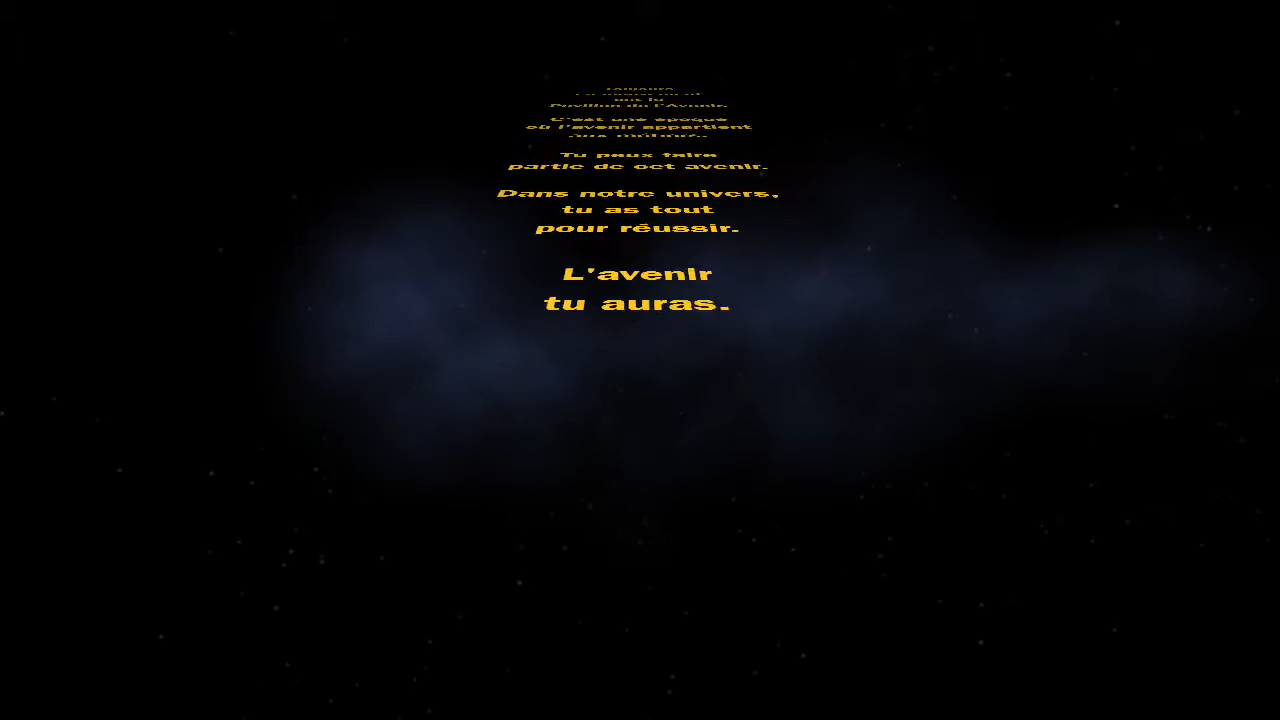 Pavillon de l'Avenir.
C'est une époque
où l'avenir appartient
Tu peux faire
partie de cet avenir.
Dans notre univers,
tu as tout
pour réussir.
L'avenir
tu auras.